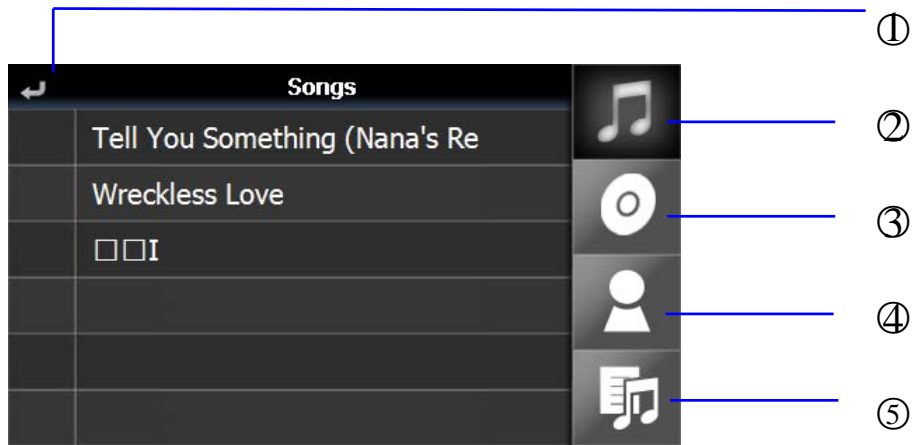 ①
Songs
②
Tell You Something (Nana's Re
Wreckless Love
③
□□I
④
⑤